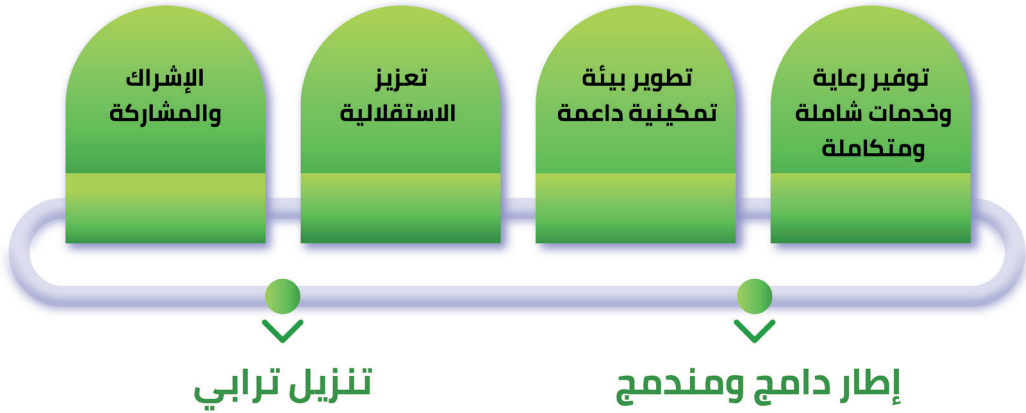 توفير رعاية
وخدمات شاملة
ومتكاملة
تطوير بيئة
تمكينية داعمة
تعزيز
الاستقلالية
الإشراك
والمشاركة
إطار دامج ومندمج
تنزيل ترابي